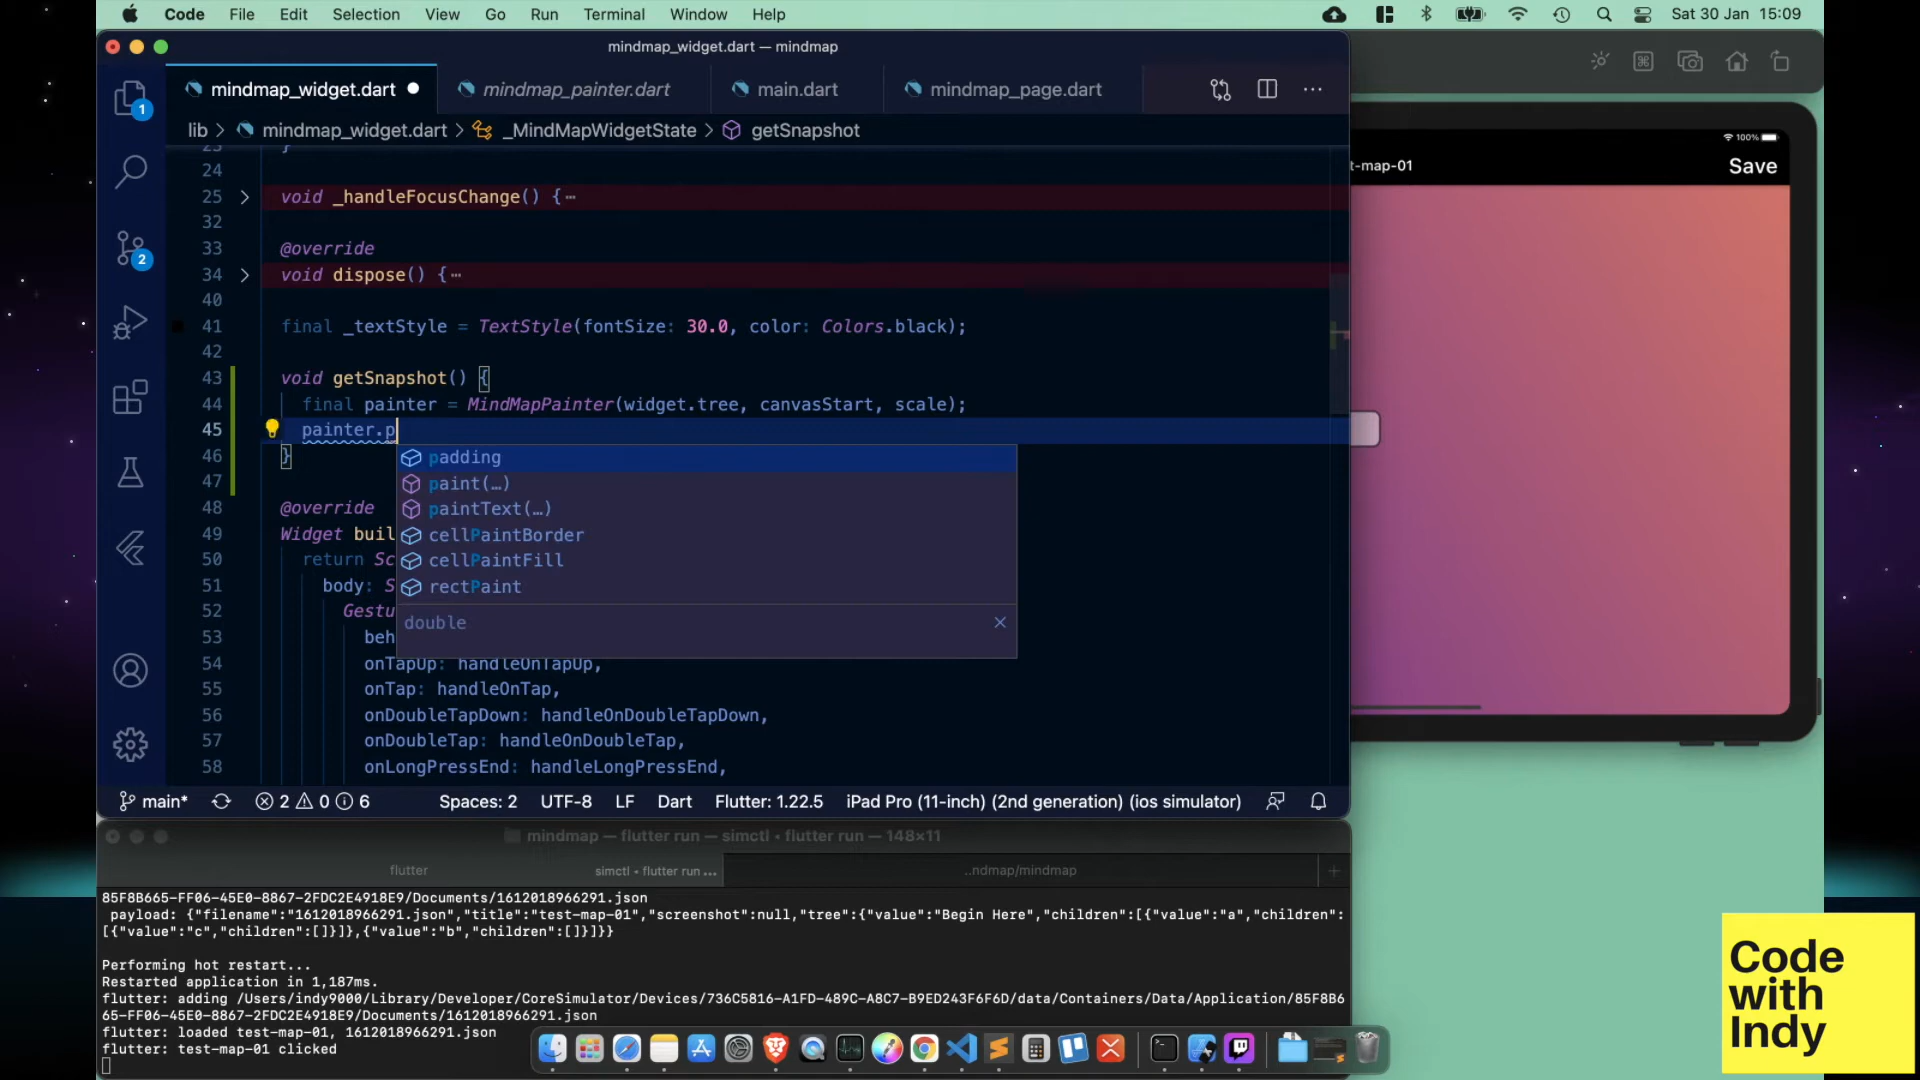 Code File Edit Selection View Go Run Terminal Window Help Sat 30 Jan 15:09
mindmap_widget.dart — mindmap
mindmap_widget.dart mindmap_painter.dart main.dart mindmap_page.dart
lib > mindmap_widget.dart > _MindMapWidgetState > getSnapshot
23 }
24
25 void _handleFocusChange() {⋯
32
33 @override
34 void dispose() {⋯
40
41 final _textStyle = TextStyle(fontSize: 30.0, color: Colors.black);
42
43 void getSnapshot() {
44 final painter = MindMapPainter(widget.tree, canvasStart, scale);
45 painter.p
46 }
47
48 @override
49 Widget buil
50 return Sc
51 body: S
52 Gestu
53 beh
54 onTapUp: handleOnTapUp,
55 onTap: handleOnTap,
56 onDoubleTapDown: handleOnDoubleTapDown,
57 onDoubleTap: handleOnDoubleTap,
58 onLongPressEnd: handleLongPressEnd,
padding
paint(…)
paintText(…)
cellPaintBorder
cellPaintFill
rectPaint
double
1
2
main* 2 0 6 Spaces: 2 UTF-8 LF Dart Flutter: 1.22.5 iPad Pro (11-inch) (2nd generation) (ios simulator)
100%
t-map-01 Save
mindmap — flutter run — simctl • flutter run — 148×11
flutter simctl • flutter run ... ..ndmap/mindmap
85F8B665-FF06-45E0-8867-2FDC2E4918E9/Documents/1612018966291.json
payload: {"filename":"1612018966291.json","title":"test-map-01","screenshot":null,"tree":{"value":"Begin Here","children":[{"value":"a","children":
[{"value":"c","children":[]}]},{"value":"b","children":[]}]}}
Performing hot restart...
Restarted application in 1,187ms.
flutter: adding /Users/indy9000/Library/Developer/CoreSimulator/Devices/736C5816-A1FD-489C-A8C7-B9ED243F6F6D/data/Containers/Data/Application/85F8B6
65-FF06-45E0-8867-2FDC2E4918E9/Documents/1612018966291.json
flutter: loaded test-map-01, 1612018966291.json
flutter: test-map-01 clicked
Code
with
Indy